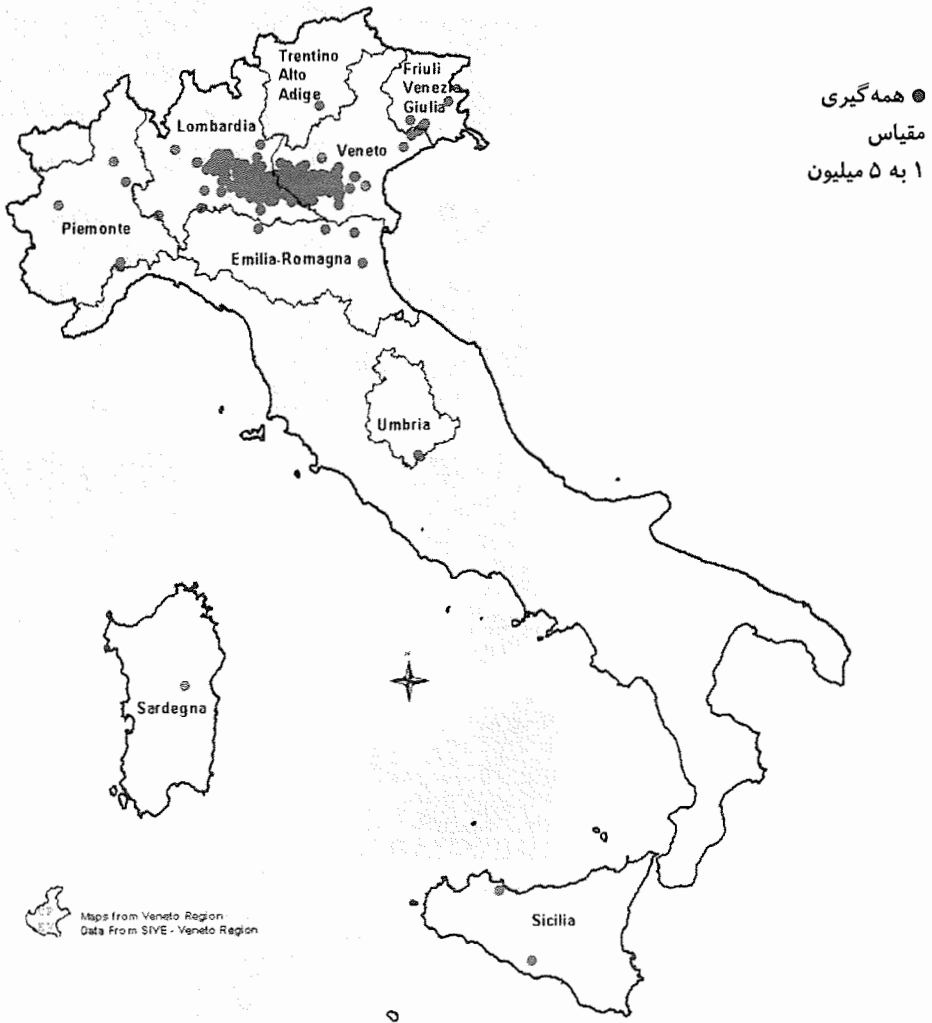 Trentino
Alto
Adige
Friuli
Venezia
Giulia
● همه‌گیری
مقیاس
۱ به ۵ میلیون
Lombardia
Veneto
Piemonte
Emilia-Romagna
Umbria
Sardegna
Sicilia
Maps from Veneto Region
Data From SIVE - Veneto Region